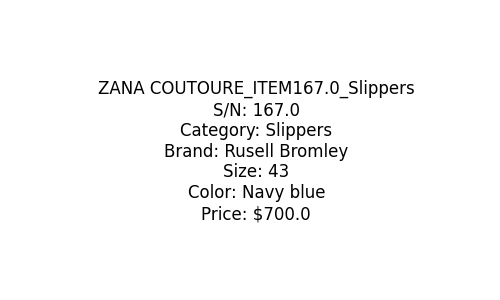 ZANA COUTOURE_ITEM167.0_Slippers
S/N: 167.0
Category: Slippers
Brand: Rusell Bromley
Size: 43
Color: Navy blue
Price: $700.0